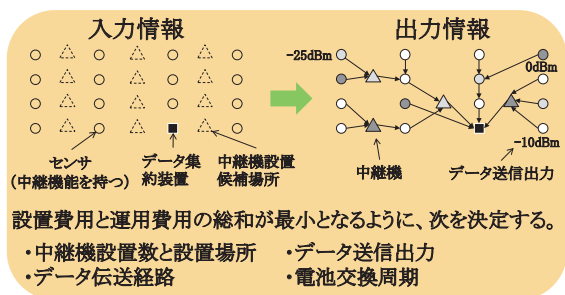 入力情報
出力情報
-25dBm
0dBm
-10dBm
センサ
(中継機能を持つ)
データ集
約装置
中継機設置
候補場所
中継機
データ送信出力
設置費用と運用費用の総和が最小となるように、次を決定する。
・中継機設置数と設置場所
・データ送信出力
・データ伝送経路
・電池交換周期